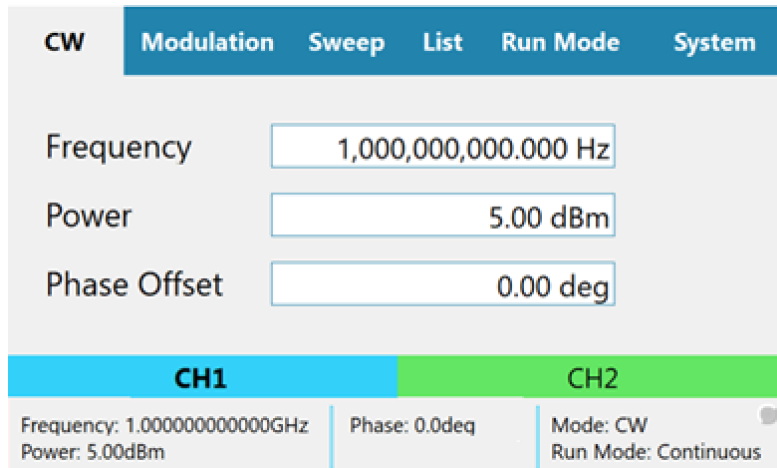 CW Modulation Sweep List Run Mode System
Frequency 1,000,000,000.000 Hz
Power 5.00 dBm
Phase Offset 0.00 deg
CH1 CH2
Frequency: 1.000000000000GHz Phase: 0.0deg Mode: CW
Power: 5.00dBm Run Mode: Continuous